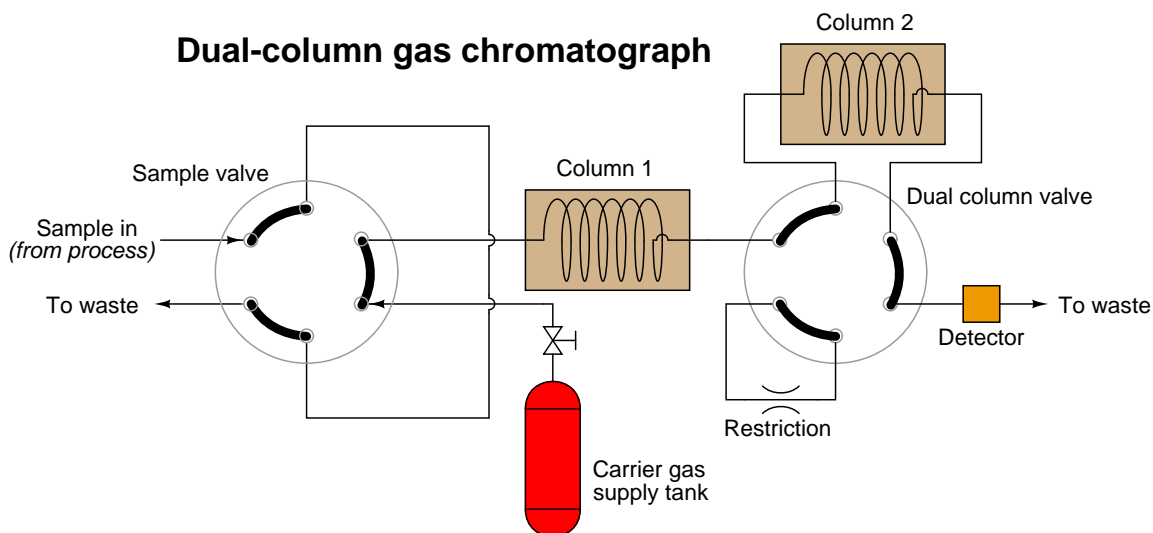 Dual-column gas chromatograph
Column 2
Sample valve
Column 1
Dual column valve
Sample in
(from process)
To waste
To waste
Detector
Restriction
Carrier gas
supply tank